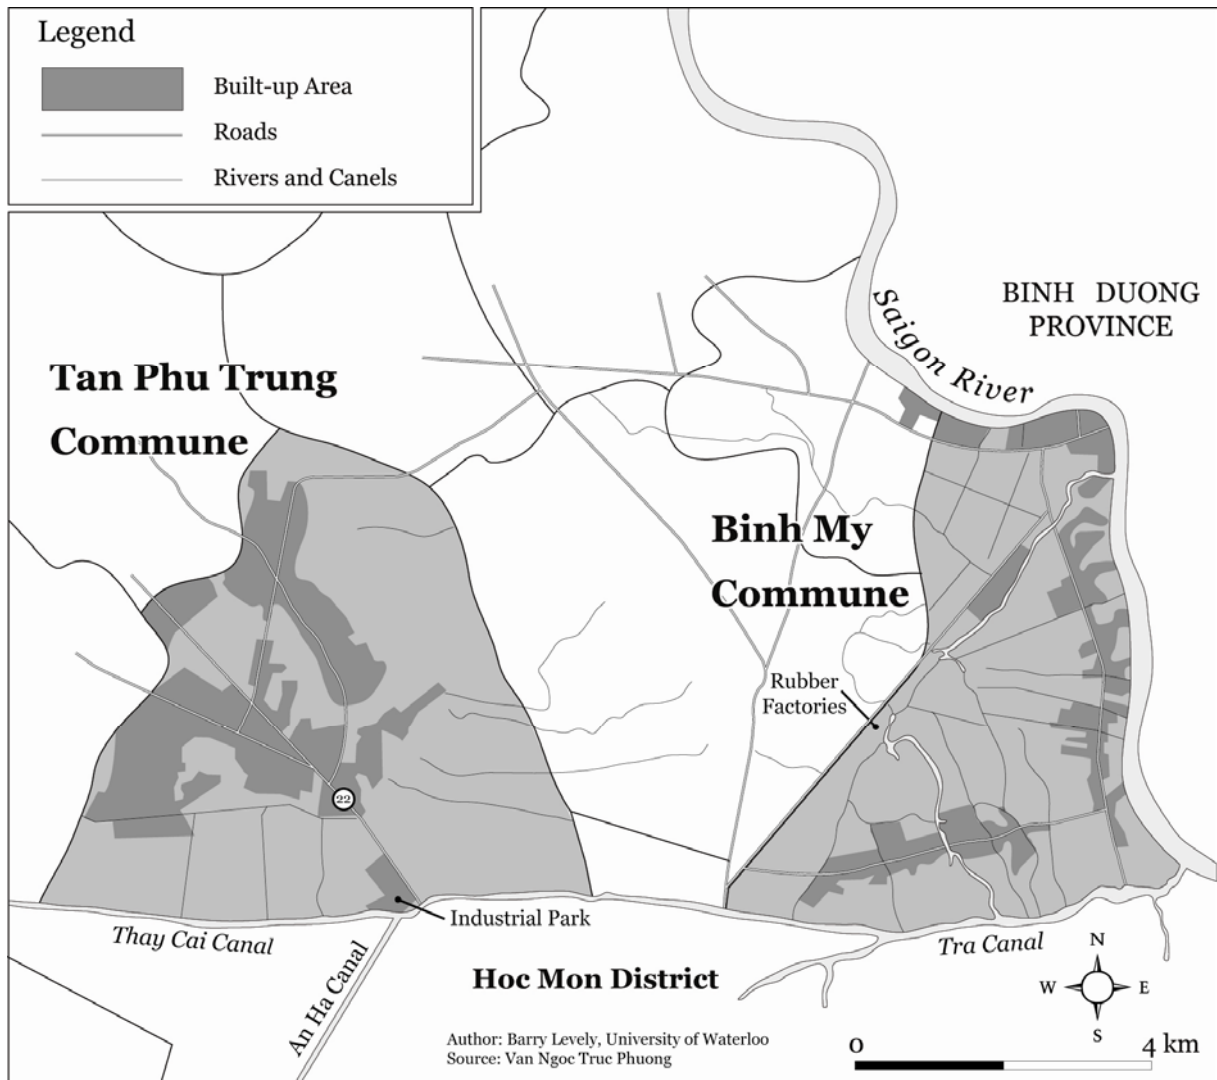 Legend
Built-up Area
Roads
Rivers and Canels
BINH DUONG
PROVINCE
Saigon River
Tan Phu Trung
Commune
Binh My
Commune
Rubber
Factories
22
Industrial Park
Thay Cai Canal
An Ha Canal
Tra Canal
Hoc Mon District
N
W E
S
Author: Barry Levely, University of Waterloo
Source: Van Ngoc Truc Phuong
0 4 km